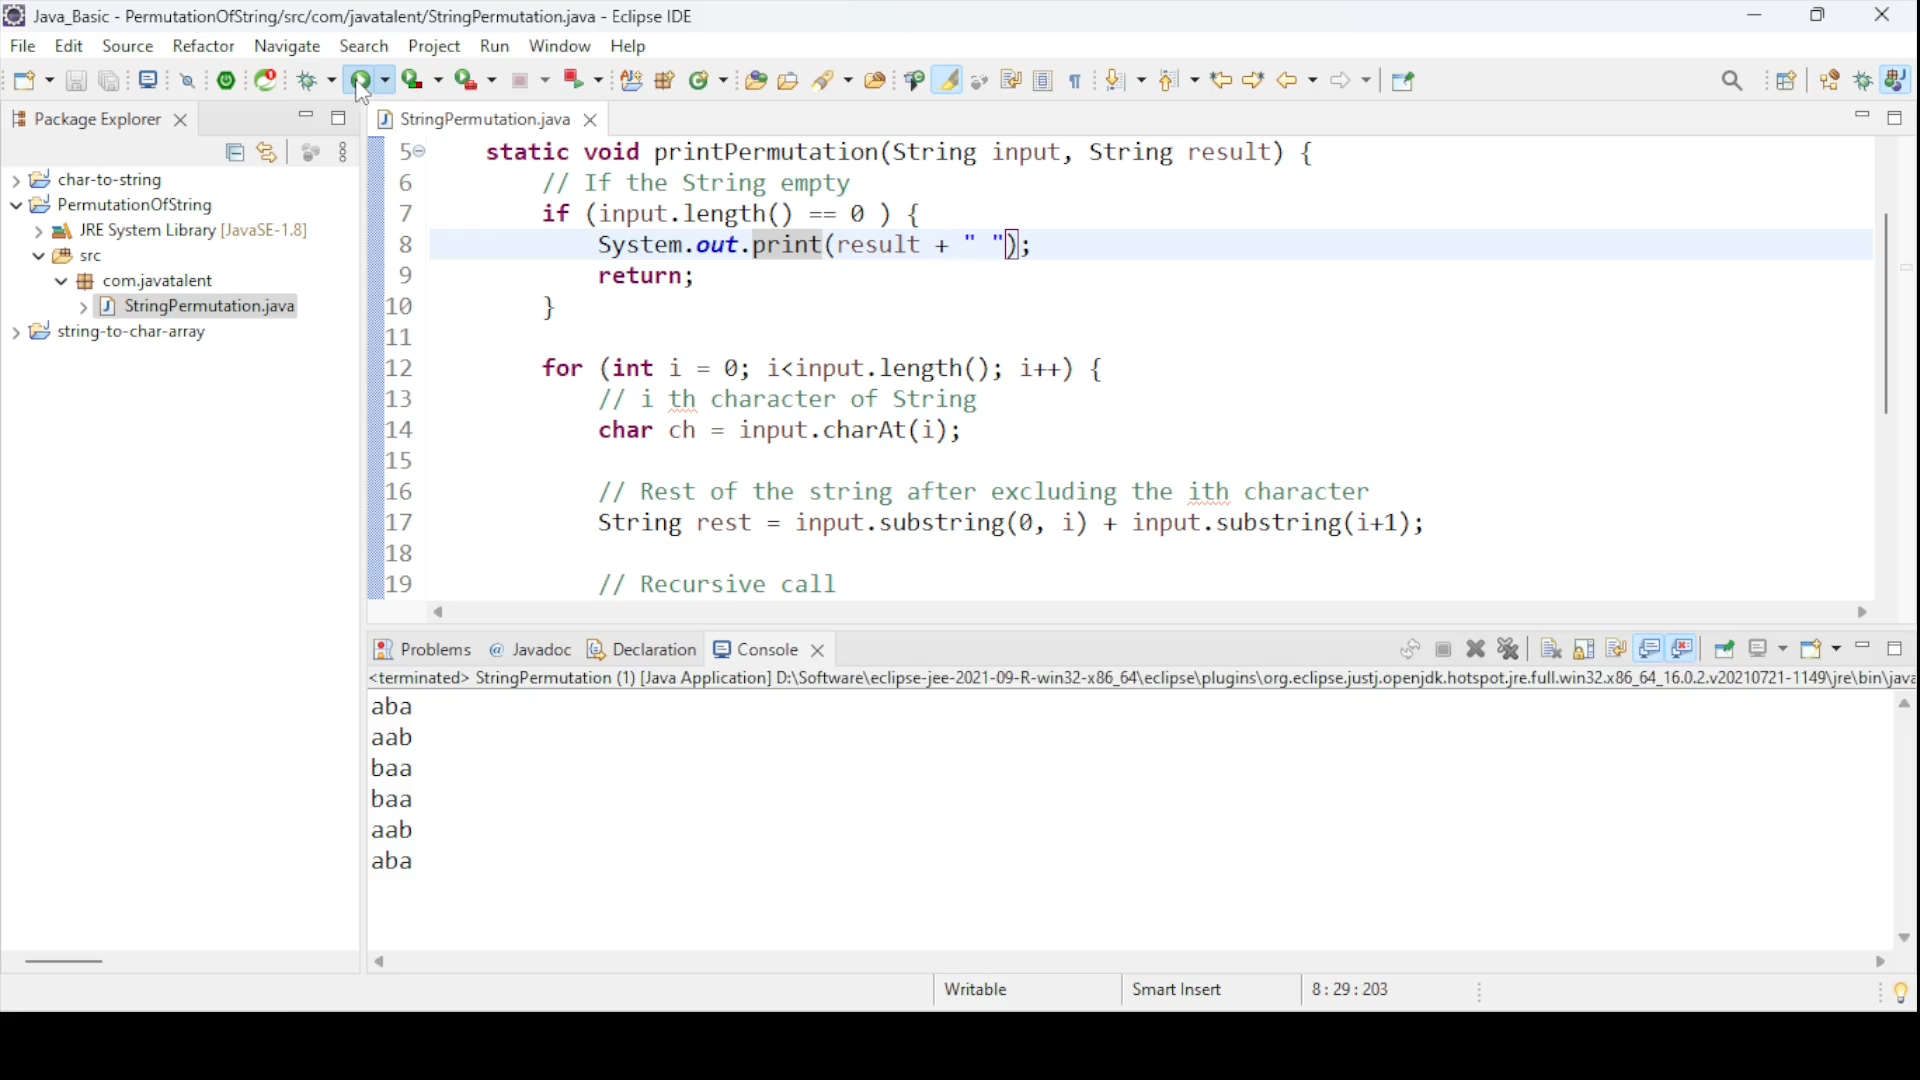 Java_Basic - PermutationOfString/src/com/javatalent/StringPermutation.java - Eclipse IDE
File Edit Source Refactor Navigate Search Project Run Window Help
Package Explorer
StringPermutation.java
char-to-string
PermutationOfString
JRE System Library [JavaSE-1.8]
src
com.javatalent
StringPermutation.java
string-to-char-array
5 static void printPermutation(String input, String result) {
6 // If the String empty
7 if (input.length() == 0 ) {
8 System.out.print(result + " ");
9 return;
10 }
11
12 for (int i = 0; i<input.length(); i++) {
13 // i th character of String
14 char ch = input.charAt(i);
15
16 // Rest of the string after excluding the ith character
17 String rest = input.substring(0, i) + input.substring(i+1);
18
19 // Recursive call
Problems @ Javadoc Declaration Console
<terminated> StringPermutation (1) [Java Application] D:\Software\eclipse-jee-2021-09-R-win32-x86_64\eclipse\plugins\org.eclipse.justj.openjdk.hotspot.jre.full.win32.x86_64_16.0.2.v20210721-1149\jre\bin\java
aba
aab
baa
baa
aab
aba
Writable Smart Insert 8 : 29 : 203